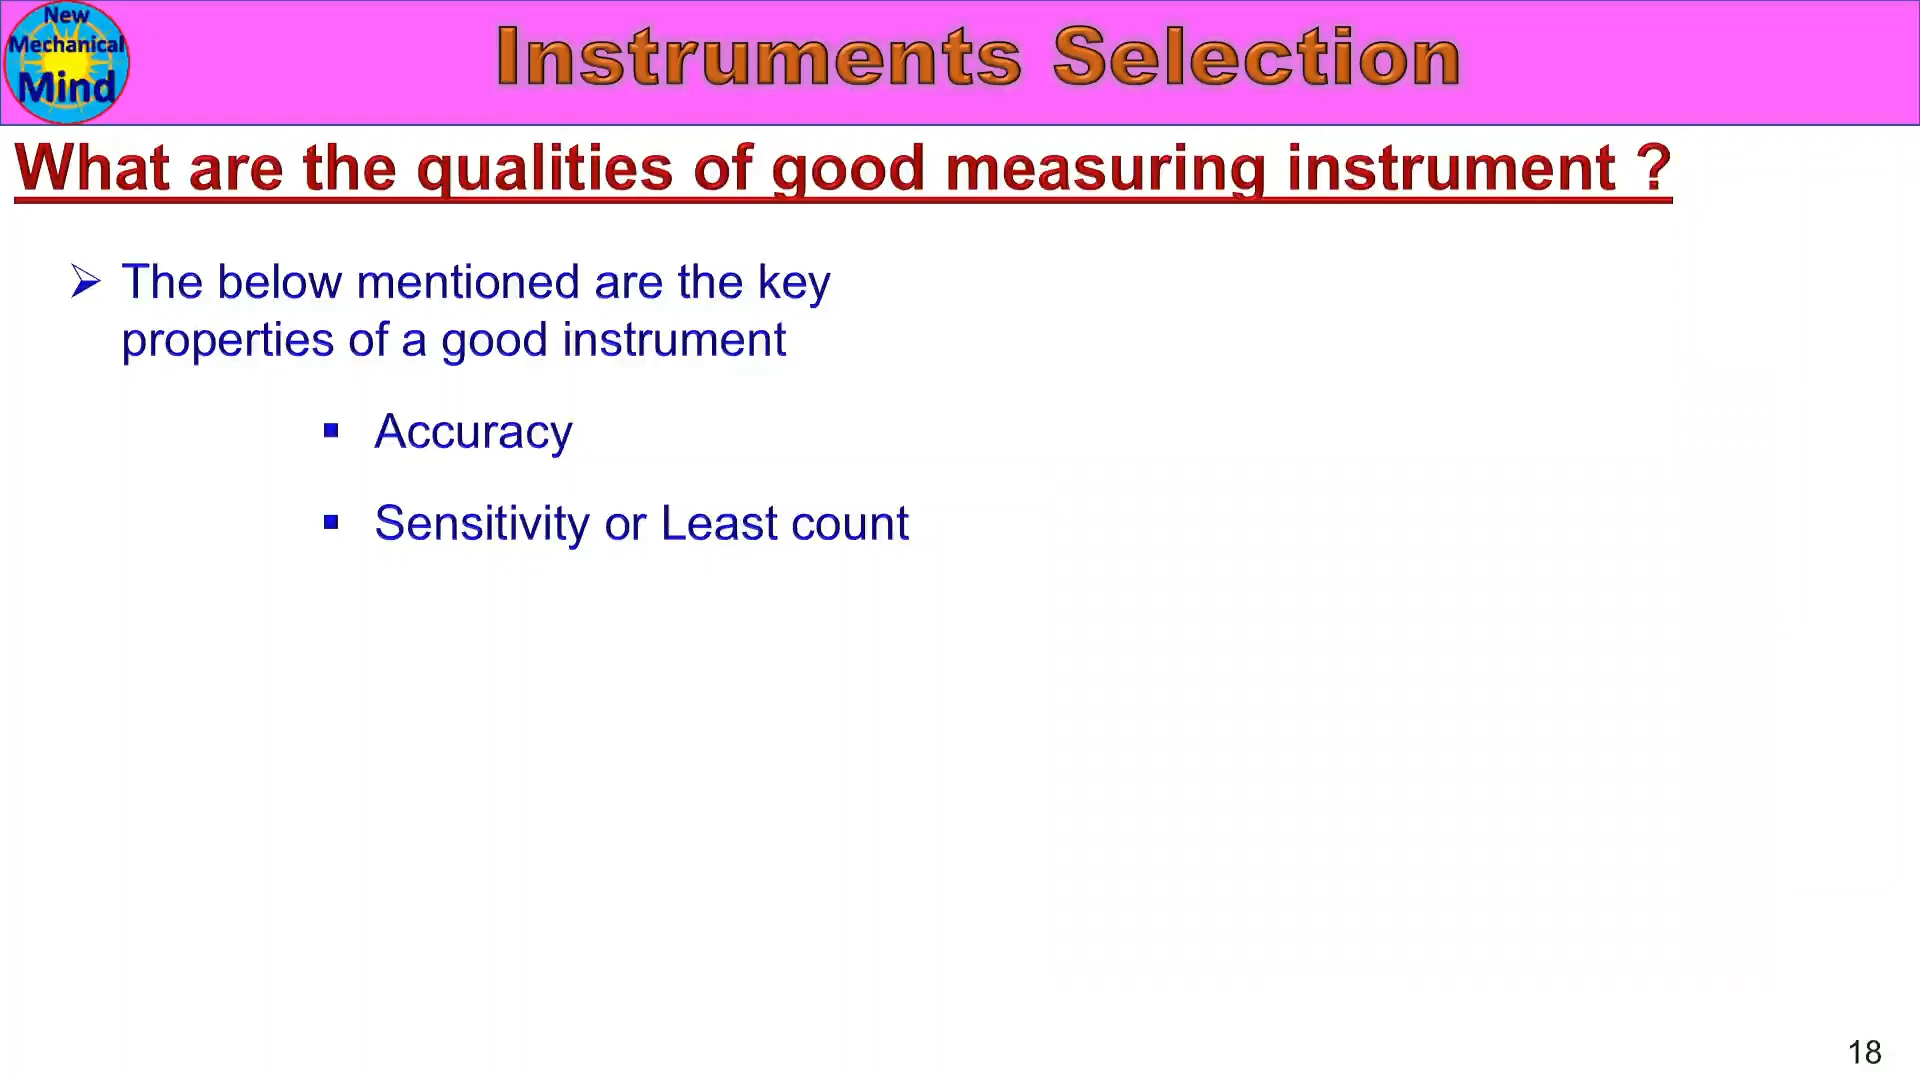 New
Mechanical
Mind
Instruments Selection
What are the qualities of good measuring instrument ?
The below mentioned are the key
properties of a good instrument
Accuracy
Sensitivity or Least count
18